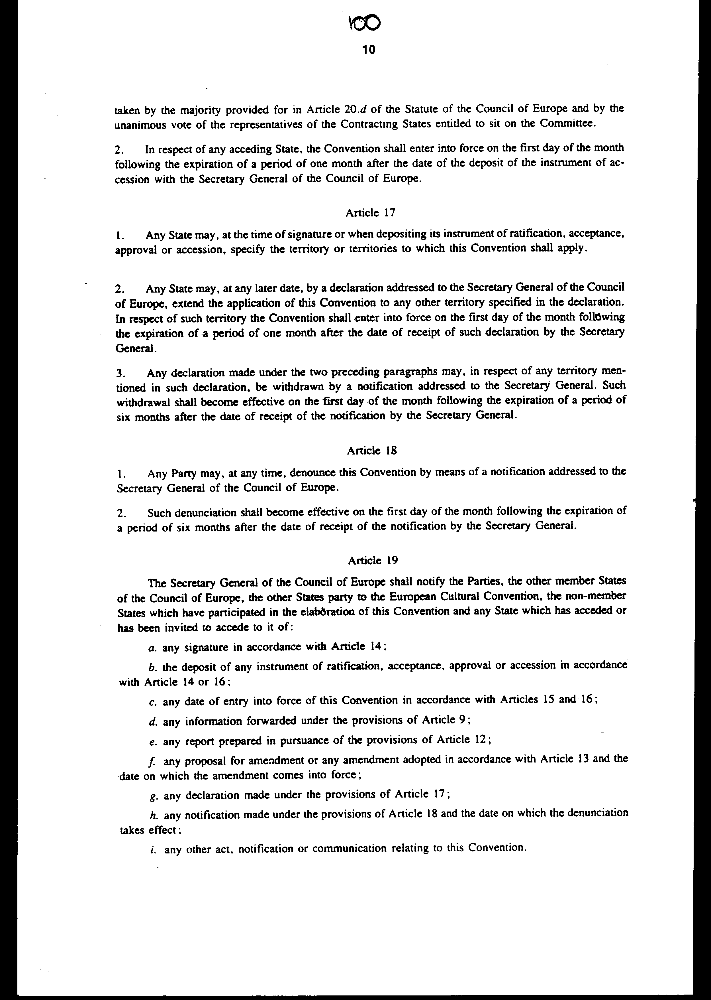 100
10
taken by the majority provided for in Article 20.d of the Statute of the Council of Europe and by the
unanimous vote of the representatives of the Contracting States entitled to sit on the Committee.
2. In respect of any acceding State, the Convention shall enter into force on the first day of the month
following the expiration of a period of one month after the date of the deposit of the instrument of ac-
cession with the Secretary General of the Council of Europe.
Article 17
1. Any State may, at the time of signature or when depositing its instrument of ratification, acceptance,
approval or accession, specify the territory or territories to which this Convention shall apply.
2. Any State may, at any later date, by a declaration addressed to the Secretary General of the Council
of Europe, extend the application of this Convention to any other territory specified in the declaration.
In respect of such territory the Convention shall enter into force on the first day of the month following
the expiration of a period of one month after the date of receipt of such declaration by the Secretary
General.
3. Any declaration made under the two preceding paragraphs may, in respect of any territory men-
tioned in such declaration, be withdrawn by a notification addressed to the Secretary General. Such
withdrawal shall become effective on the first day of the month following the expiration of a period of
six months after the date of receipt of the notification by the Secretary General.
Article 18
1. Any Party may, at any time, denounce this Convention by means of a notification addressed to the
Secretary General of the Council of Europe.
2. Such denunciation shall become effective on the first day of the month following the expiration of
a period of six months after the date of receipt of the notification by the Secretary General.
Article 19
The Secretary General of the Council of Europe shall notify the Parties, the other member States
of the Council of Europe, the other States party to the European Cultural Convention, the non-member
States which have participated in the elaboration of this Convention and any State which has acceded or
has been invited to accede to it of:
a. any signature in accordance with Article 14;
b. the deposit of any instrument of ratification, acceptance, approval or accession in accordance
with Article 14 or 16;
c. any date of entry into force of this Convention in accordance with Articles 15 and 16;
d. any information forwarded under the provisions of Article 9;
e. any report prepared in pursuance of the provisions of Article 12;
f. any proposal for amendment or any amendment adopted in accordance with Article 13 and the
date on which the amendment comes into force;
g. any declaration made under the provisions of Article 17;
h. any notification made under the provisions of Article 18 and the date on which the denunciation
takes effect;
i. any other act, notification or communication relating to this Convention.